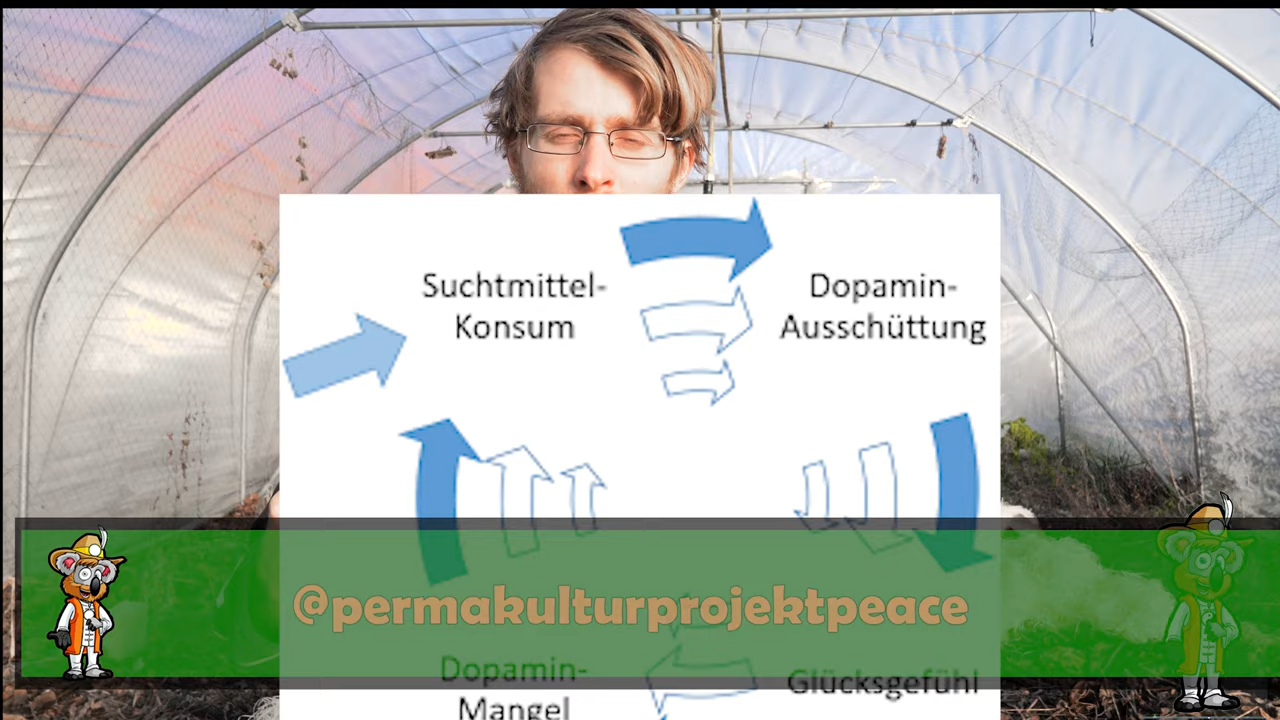 Suchtmittel-
Konsum
Dopamin-
Ausschüttung
@permakulturprojektpeace
Dopamin-
Mangel
Glücksgefühl